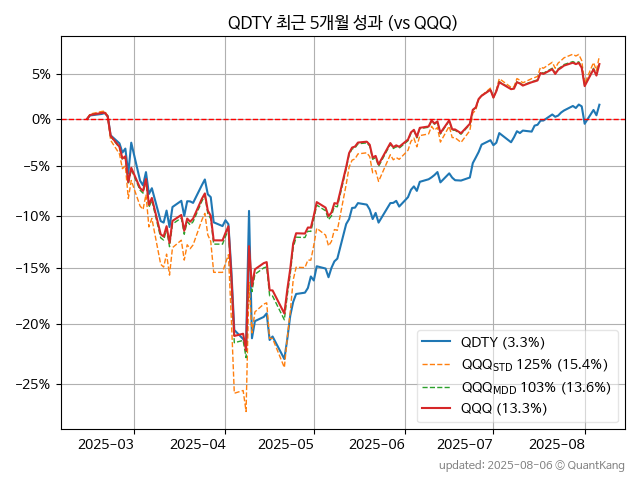 QDTY 최근 5개월 성과 (vs QQQ)
5%
0%
−5%
−10%
−15%
−20%
−25%
QDTY (3.3%)
QQQSTD 125% (15.4%)
QQQMDD 103% (13.6%)
QQQ (13.3%)
2025-03
2025-04
2025-05
2025-06
2025-07
2025-08
updated: 2025-08-06 © QuantKang